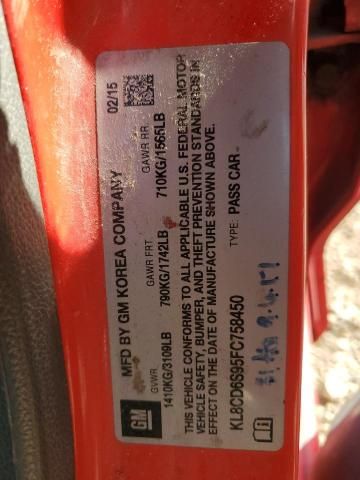 MFD BY GM KOREA COMPANY
02/15
GVWR
GAWR FRT
GAWR RR
1410KG/3109LB
790KG/1742LB
710KG/1565LB
GM
THIS VEHICLE CONFORMS TO ALL APPLICABLE U.S. FEDERAL MOTOR
VEHICLE SAFETY, BUMPER, AND THEFT PREVENTION STANDARDS IN
EFFECT ON THE DATE OF MANUFACTURE SHOWN ABOVE.
KL8CD6S95FC758450
TYPE: PASS CAR